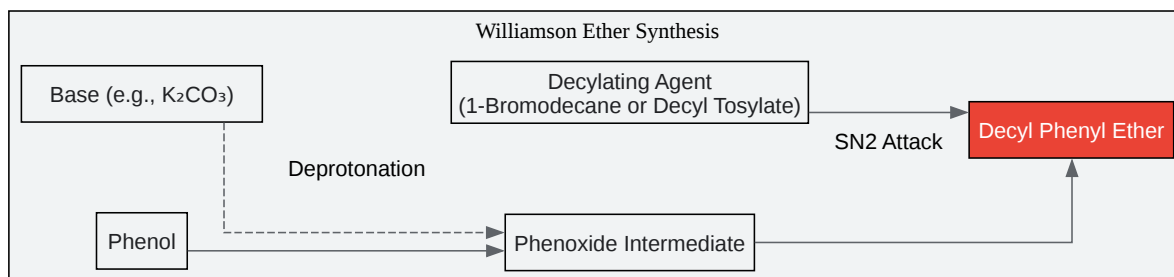 Williamson Ether Synthesis
Base (e.g., K₂CO₃)
Decylating Agent
(1-Bromodecane or Decyl Tosylate)
Decyl Phenyl Ether
SN2 Attack
Deprotonation
Phenol
Phenoxide Intermediate